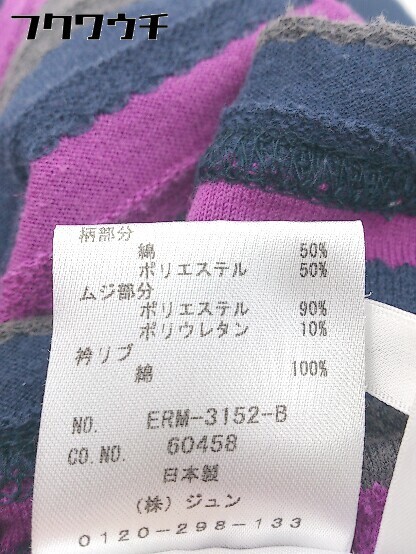 フクワウチ
柄部分
綿 50%
ポリエステル 50%
ムジ部分
ポリエステル 90%
ポリウレタン 10%
衿リブ
綿 100%
NO. ERM-3152-B
CO.NO. 60458
日本製
(株)ジュン
0120-298-133